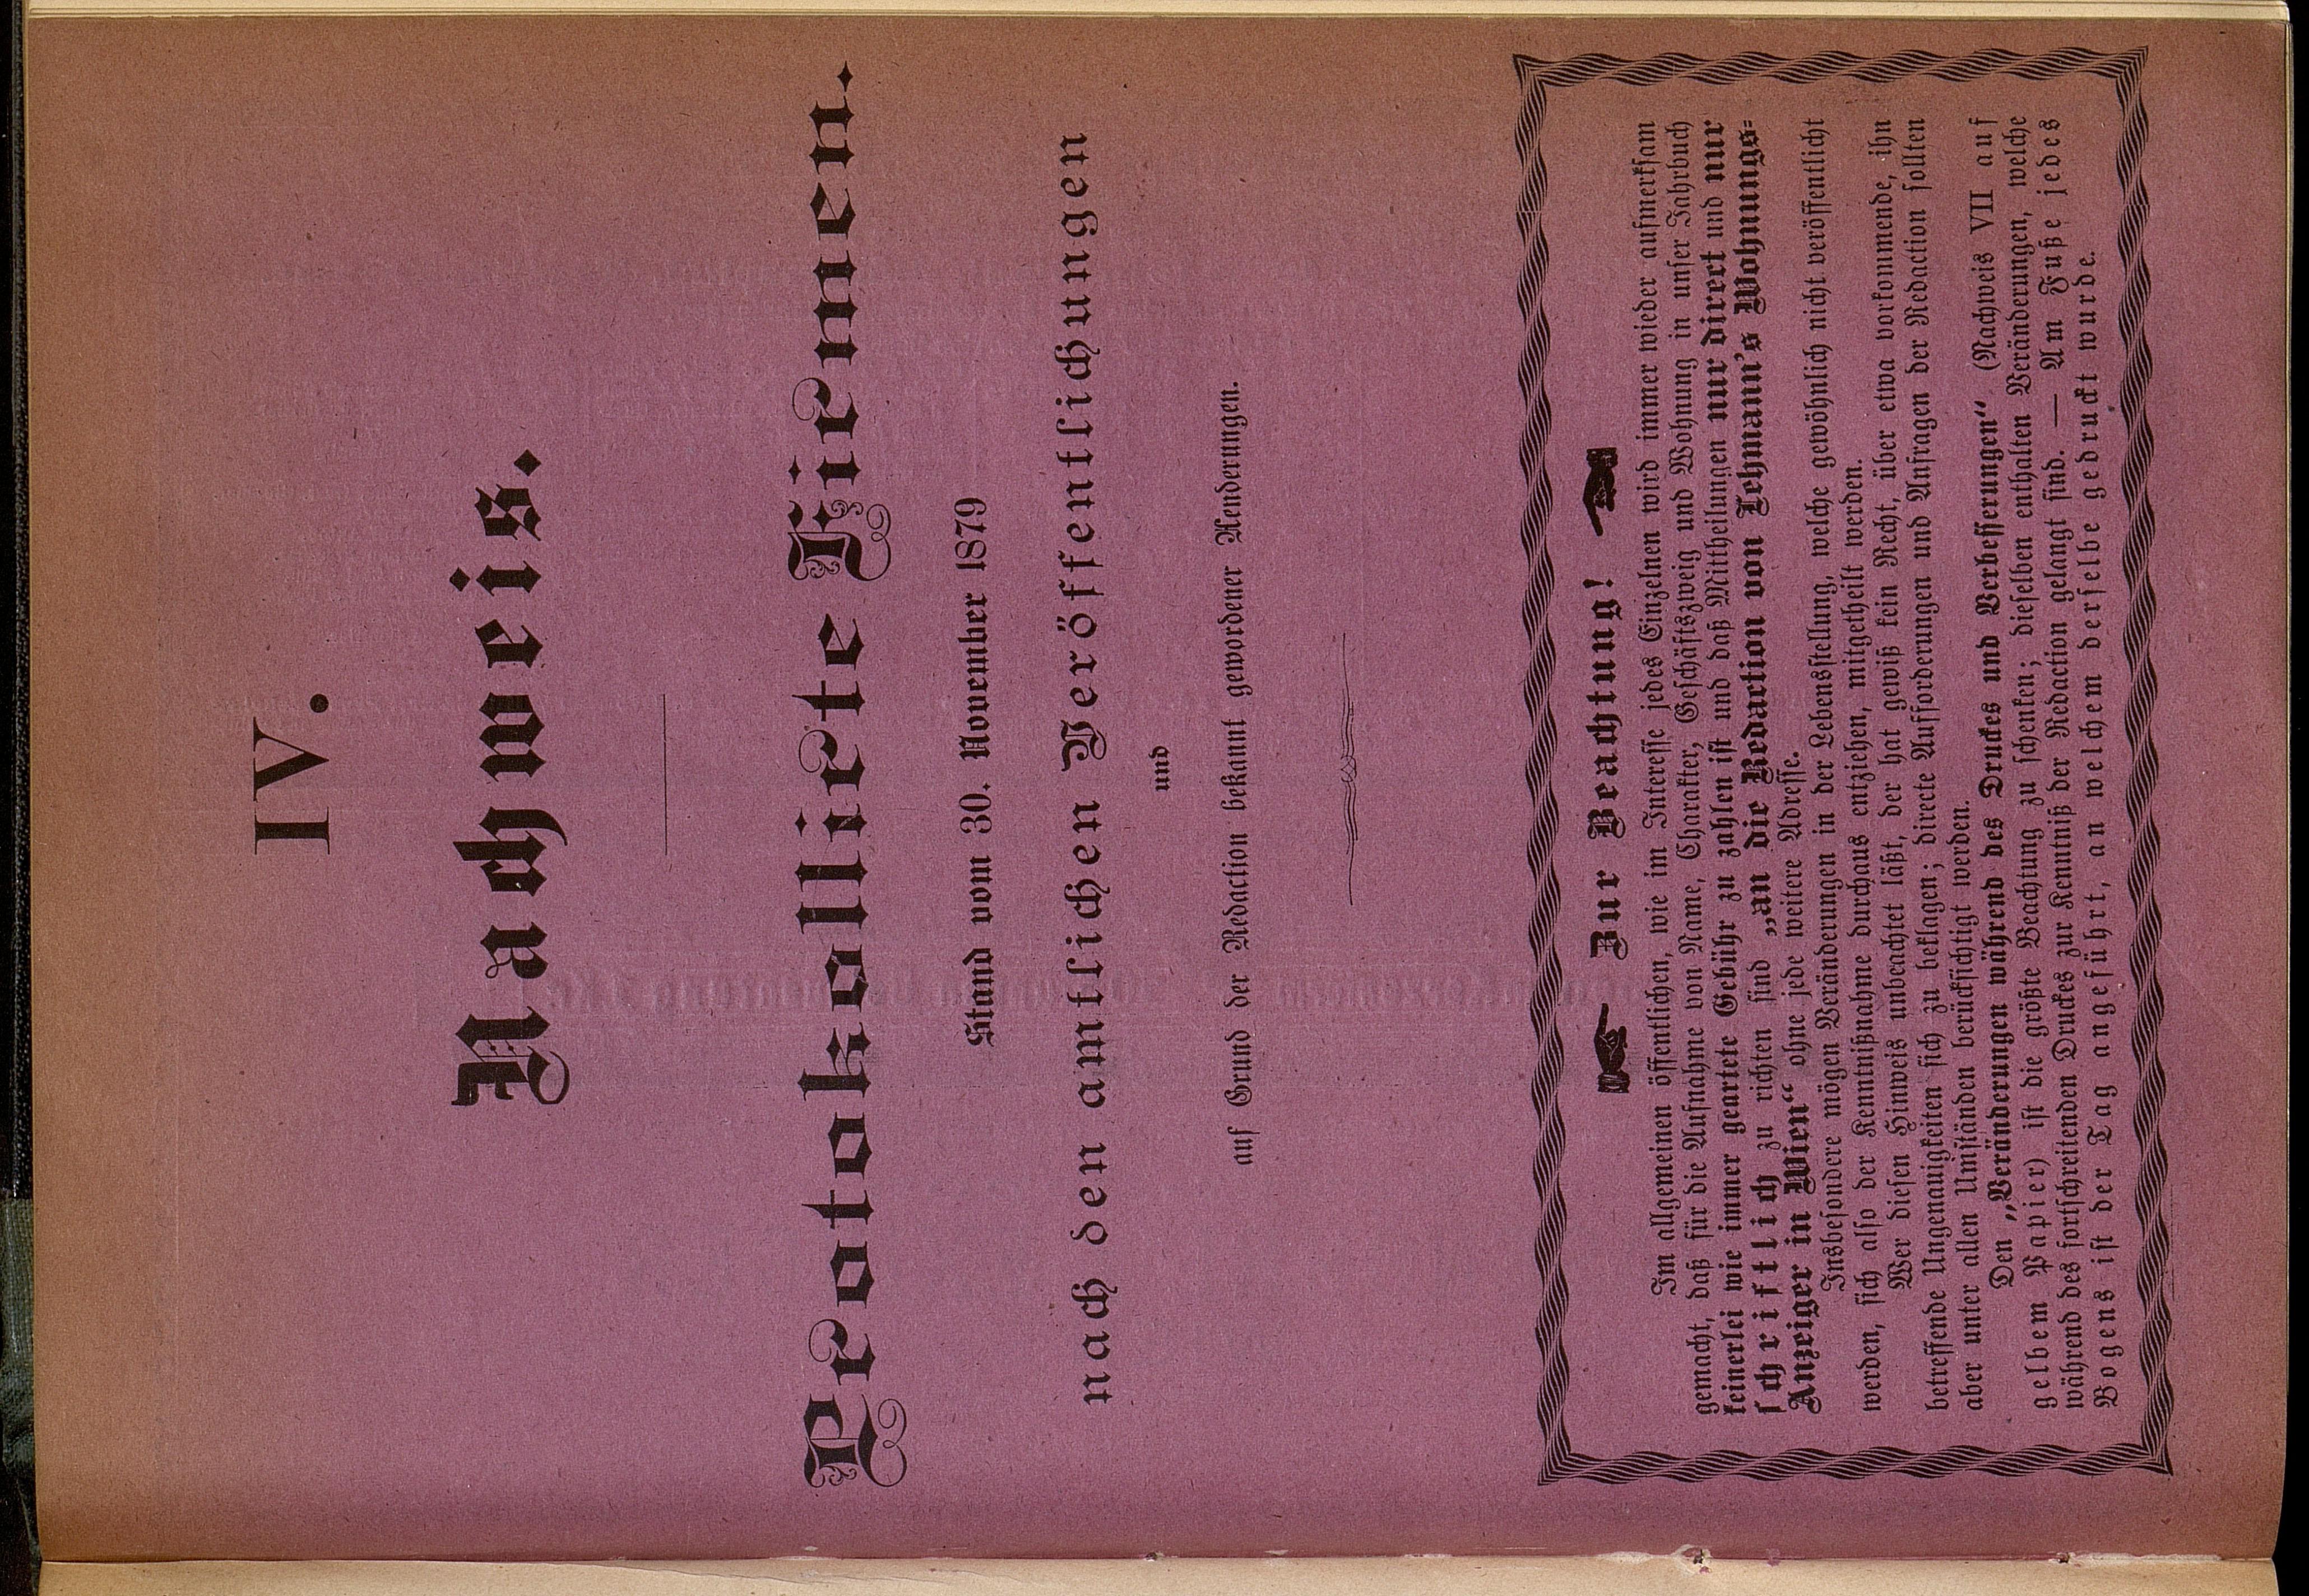 IV.
Nachweis.
Protokollirte Firmen.
Stand vom 30. November 1879
nach den amtlichen Veröffentlichungen
und
auf Grund der Redaction bekannt gewordener Aenderungen.
☛ Zur Beachtung! ☚
Im allgemeinen öffentlichen, wie im Interesse jedes Einzelnen wird immer wieder aufmerksam
gemacht, daß für die Aufnahme von Name, Charakter, Geschäftszweig und Wohnung in unser Jahrbuch
keinerlei wie immer geartete Gebühr zu zahlen ist und daß Mittheilungen nur direct und nur
schriftlich zu richten sind „an die Redaction von Lehmann's Wohnungs-
Anzeiger in Wien“ ohne jede weitere Adresse.
Insbesondere mögen Veränderungen in der Lebensstellung, welche gewöhnlich nicht veröffentlicht
werden, sich also der Kenntnißnahme durchaus entziehen, mitgetheilt werden.
Wer diesen Hinweis unbeachtet läßt, der hat gewiß kein Recht, über etwa vorkommende, ihn
betreffende Ungenauigkeiten sich zu beklagen; directe Aufforderungen und Anfragen der Redaction sollten
aber unter allen Umständen berücksichtigt werden.
Den „Veränderungen während des Druckes und Verbesserungen“ (Nachweis VII auf
gelbem Papier) ist die größte Beachtung zu schenken; dieselben enthalten Veränderungen, welche
während des fortschreitenden Druckes zur Kenntniß der Redaction gelangt sind. — Am Fuße jedes
Bogens ist der Tag angeführt, an welchem derselbe gedruckt wurde.